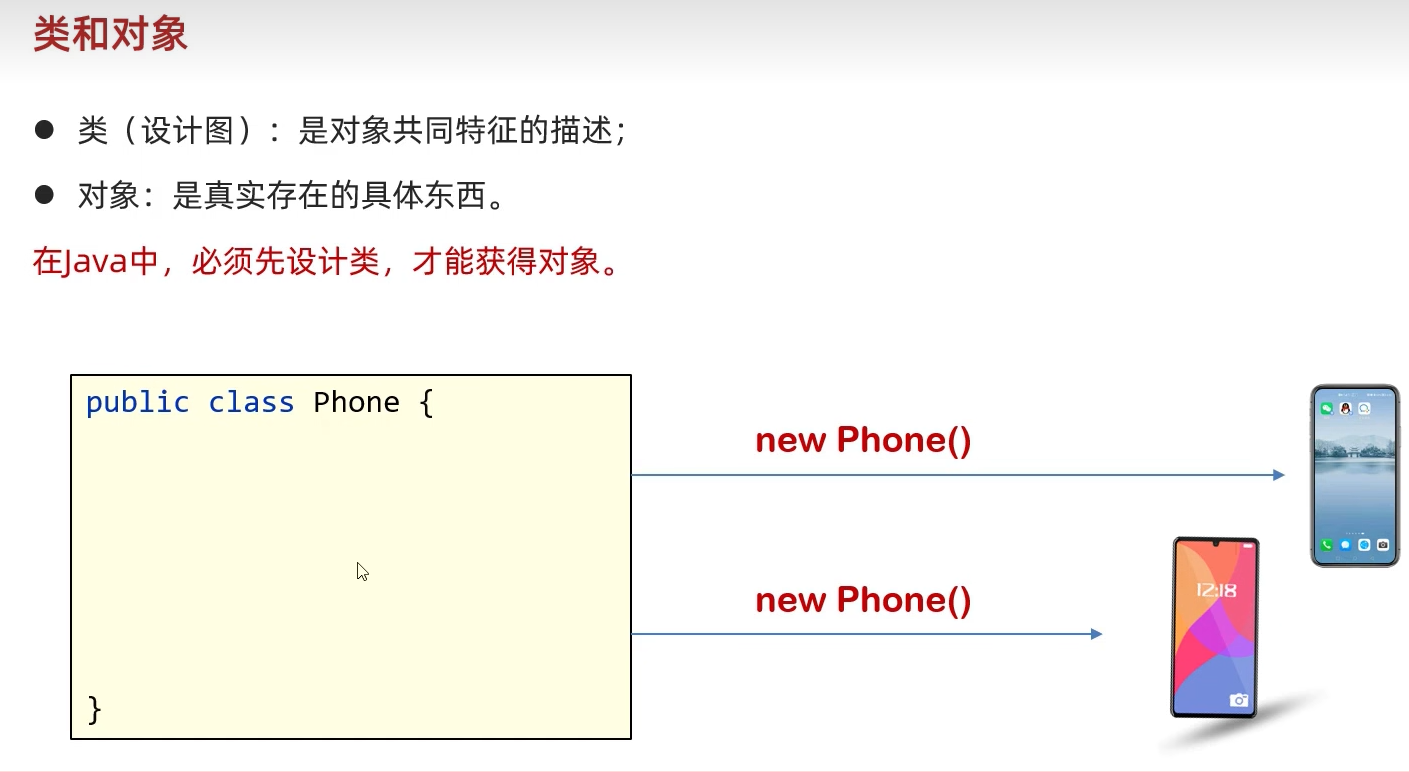 类和对象
● 类（设计图）：是对象共同特征的描述；
● 对象：是真实存在的具体东西。
在Java中，必须先设计类，才能获得对象。
public class Phone {
new Phone()
new Phone()
12:18
}